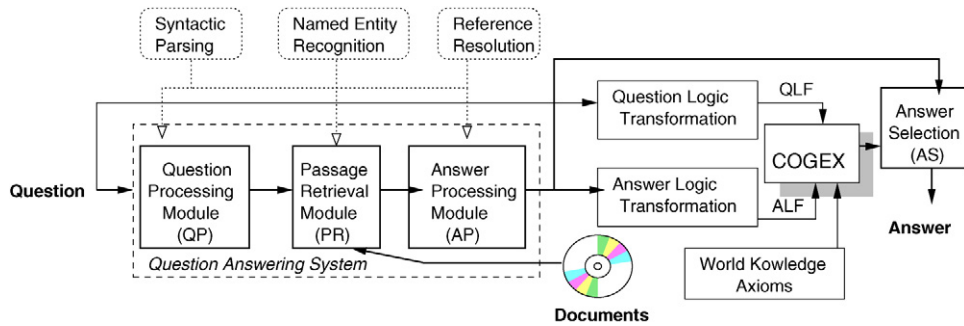 Syntactic
Parsing
Named Entity
Recognition
Reference
Resolution
Question Logic
Transformation
QLF
Answer
Selection
(AS)
COGEX
Question
Question
Processing
Module
(QP)
Passage
Retrieval
Module
(PR)
Answer
Processing
Module
(AP)
Answer Logic
Transformation
ALF
Answer
Question Answering System
World Kowledge
Axioms
Documents